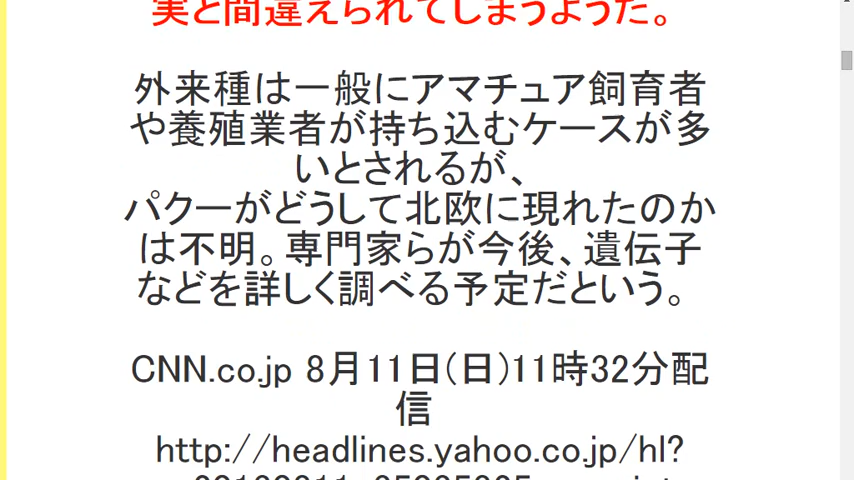 実と間違えられてしまうようだ。
外来種は一般にアマチュア飼育者
や養殖業者が持ち込むケースが多
いとされるが、
パクーがどうして北欧に現れたのか
は不明。専門家らが今後、遺伝子
などを詳しく調べる予定だという。
CNN.co.jp 8月11日(日)11時32分配
信
http://headlines.yahoo.co.jp/hl?